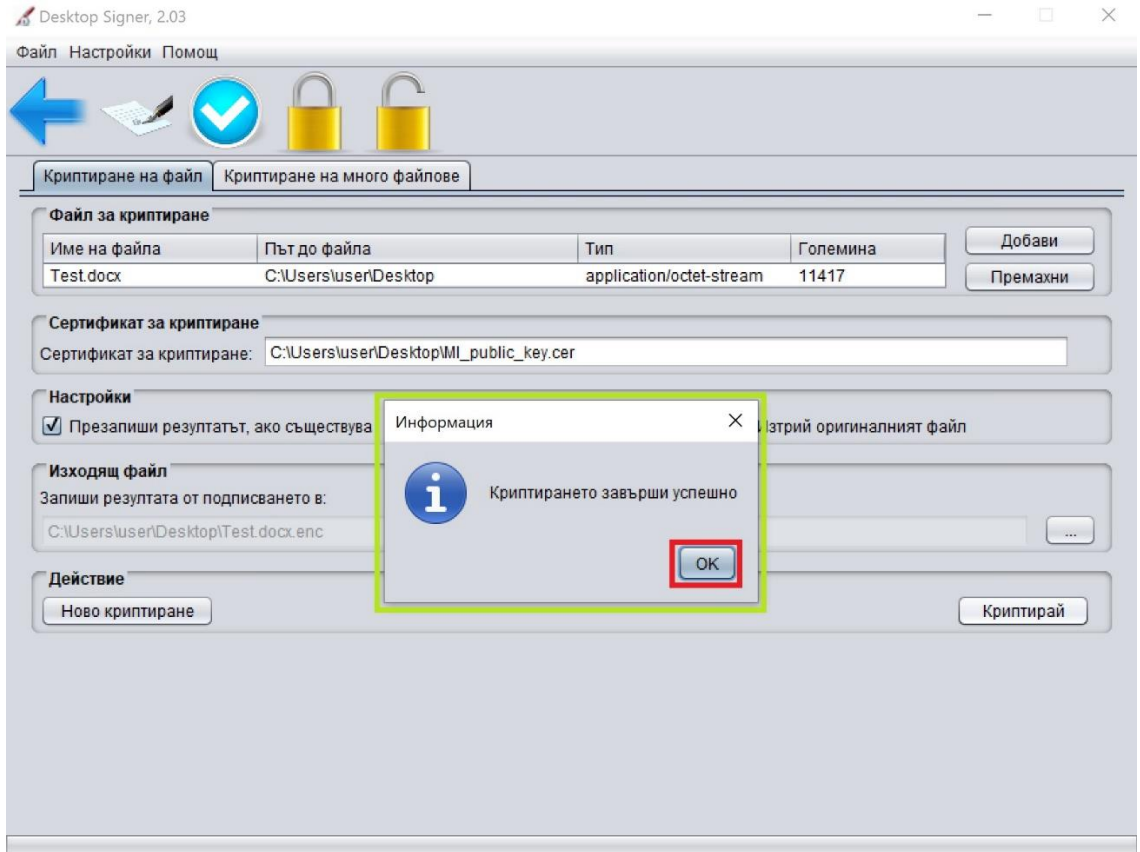 Desktop Signer, 2.03
Файл Настройки Помощ
Криптиране на файл Криптиране на много файлове
Файл за криптиране
Име на файла Път до файла Тип Големина Добави
Test.docx C:\Users\user\Desktop application/octet-stream 11417 Премахни
Сертификат за криптиране
Сертификат за криптиране: C:\Users\user\Desktop\MI_public_key.cer
Настройки
Презапиши резултатът, ако съществува
Информация
оригиналният файл
Изходящ файл
Запиши резултата от подписването в:
Криптирането завърши успешно
C:\Users\user\Desktop\Test.docx.enc ...
OK
Действие
Ново криптиране Криптирай